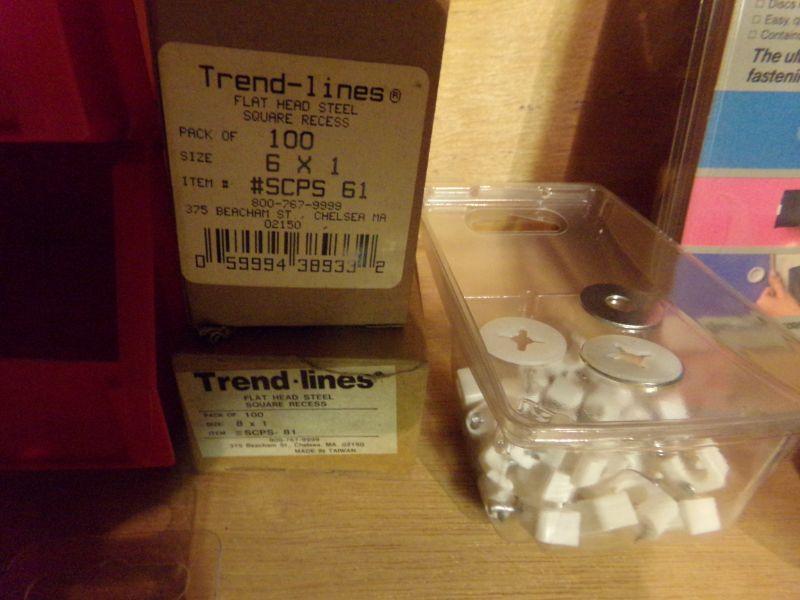 Trend-lines®
FLAT HEAD STEEL
SQUARE RECESS
PACK OF 100
SIZE 6 X 1
ITEM # #SCPS 61
800-767-9999
375 BEACHAM ST., CHELSEA MA
02150
0 59994 38933 2
Trend·lines®
FLAT HEAD STEEL
SQUARE RECESS
PACK OF 100
SIZE: 8 x 1
ITEM #SCPS- 81
800-767-9999
375 Beacham St., Chelsea, MA. 02150
MADE IN TAIWAN
Discs
Easy, q
Contain
The ul
fasteni